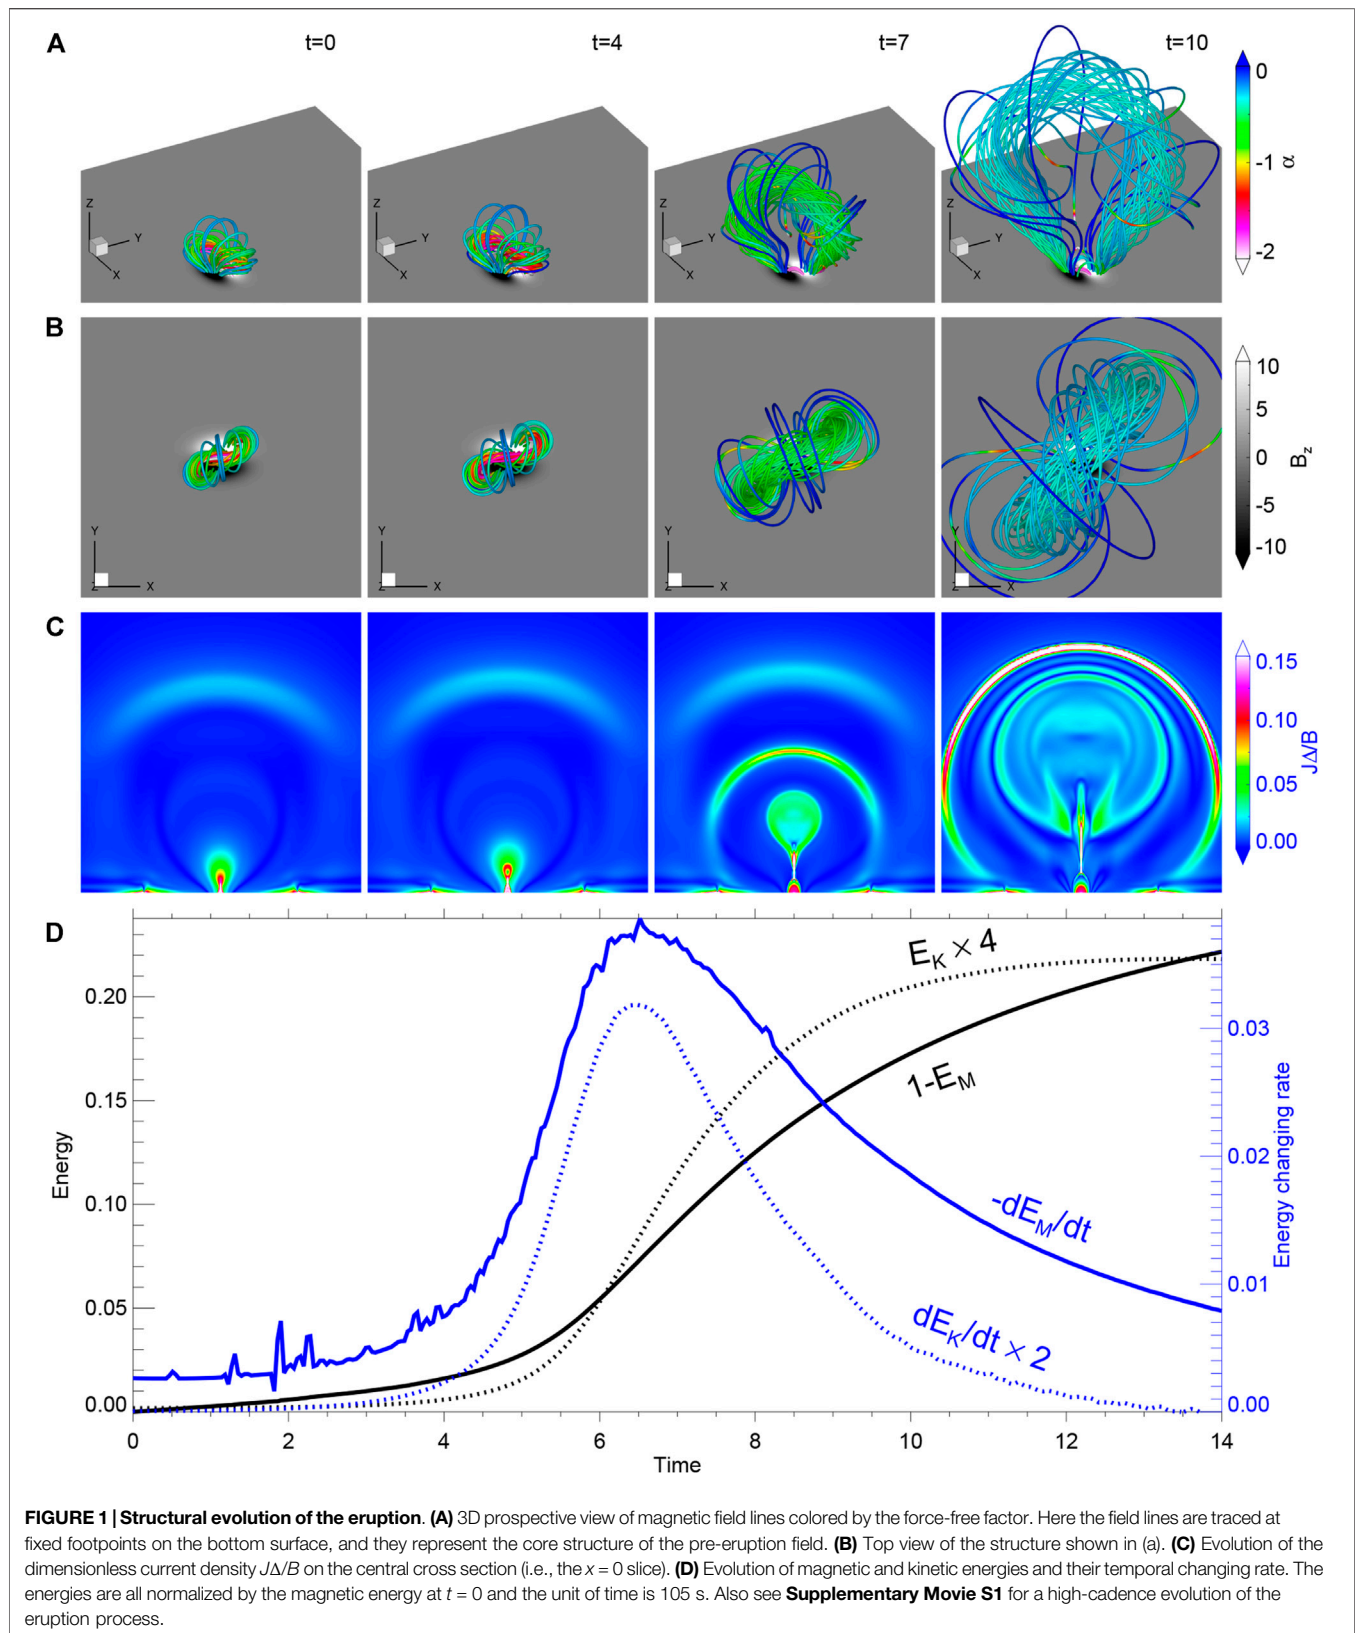 A t=0 t=4 t=7 t=10
0
-1
-2
α
Z Y X
Z Y X
Z Y X
Z Y X
B
10
5
0
-5
-10
B_z
Y Z X
Y Z X
Y Z X
Y Z X
C
0.15
0.10
0.05
0.00
JΔ/B
D
E_K × 4
1-E_M
-dE_M/dt
dE_K/dt × 2
0.20
0.15
0.10
0.05
0.00
Energy
0.03
0.02
0.01
0.00
Energy changing rate
0 2 4 6 8 10 12 14
Time
FIGURE 1 | Structural evolution of the eruption. (A) 3D prospective view of magnetic field lines colored by the force-free factor. Here the field lines are traced at
fixed footpoints on the bottom surface, and they represent the core structure of the pre-eruption field. (B) Top view of the structure shown in (a). (C) Evolution of the
dimensionless current density JΔ/B on the central cross section (i.e., the x = 0 slice). (D) Evolution of magnetic and kinetic energies and their temporal changing rate. The
energies are all normalized by the magnetic energy at t = 0 and the unit of time is 105 s. Also see Supplementary Movie S1 for a high-cadence evolution of the
eruption process.